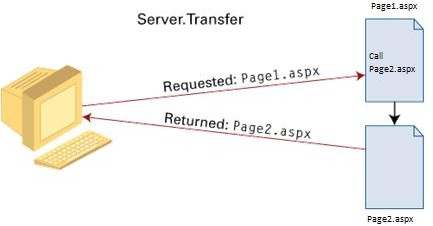 Page1.aspx
Server.Transfer
Call
Page2.aspx
Requested: Page1.aspx
Returned: Page2.aspx
Page2.aspx